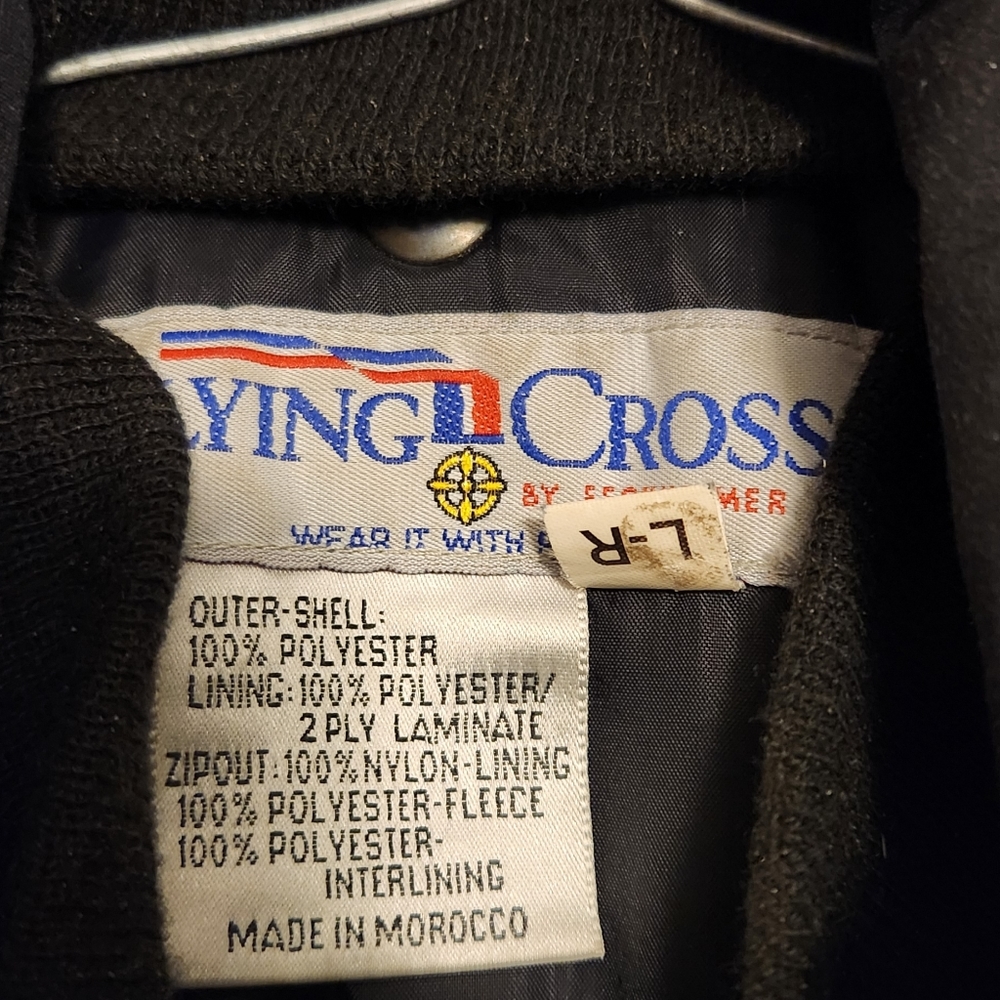 LYING CROSS
BY
WEAR IT WITH
L-R
OUTER-SHELL:
100% POLYESTER
LINING: 100% POLYESTER/
2 PLY LAMINATE
ZIPOUT: 100% NYLON-LINING
100% POLYESTER-FLEECE
100% POLYESTER-
INTERLINING
MADE IN MOROCCO